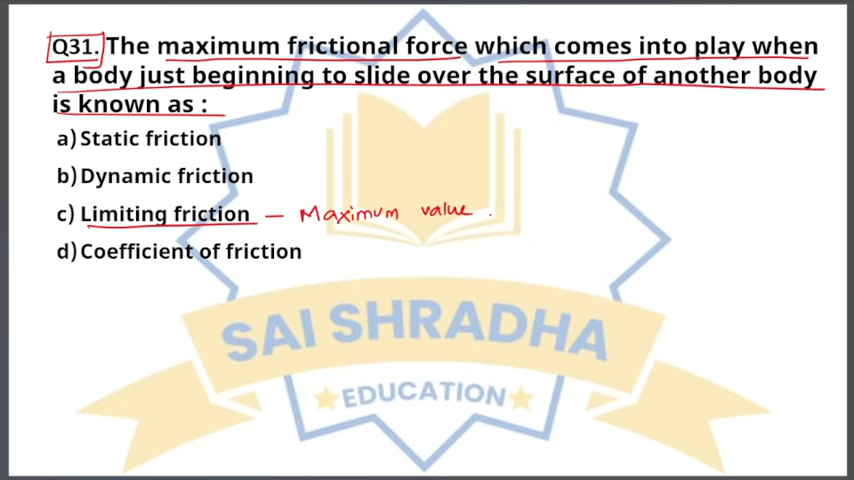 Q31. The maximum frictional force which comes into play when
a body just beginning to slide over the surface of another body
is known as :
a) Static friction
b) Dynamic friction
c) Limiting friction — Maximum value .
d) Coefficient of friction
SAI SHRADHA
EDUCATION